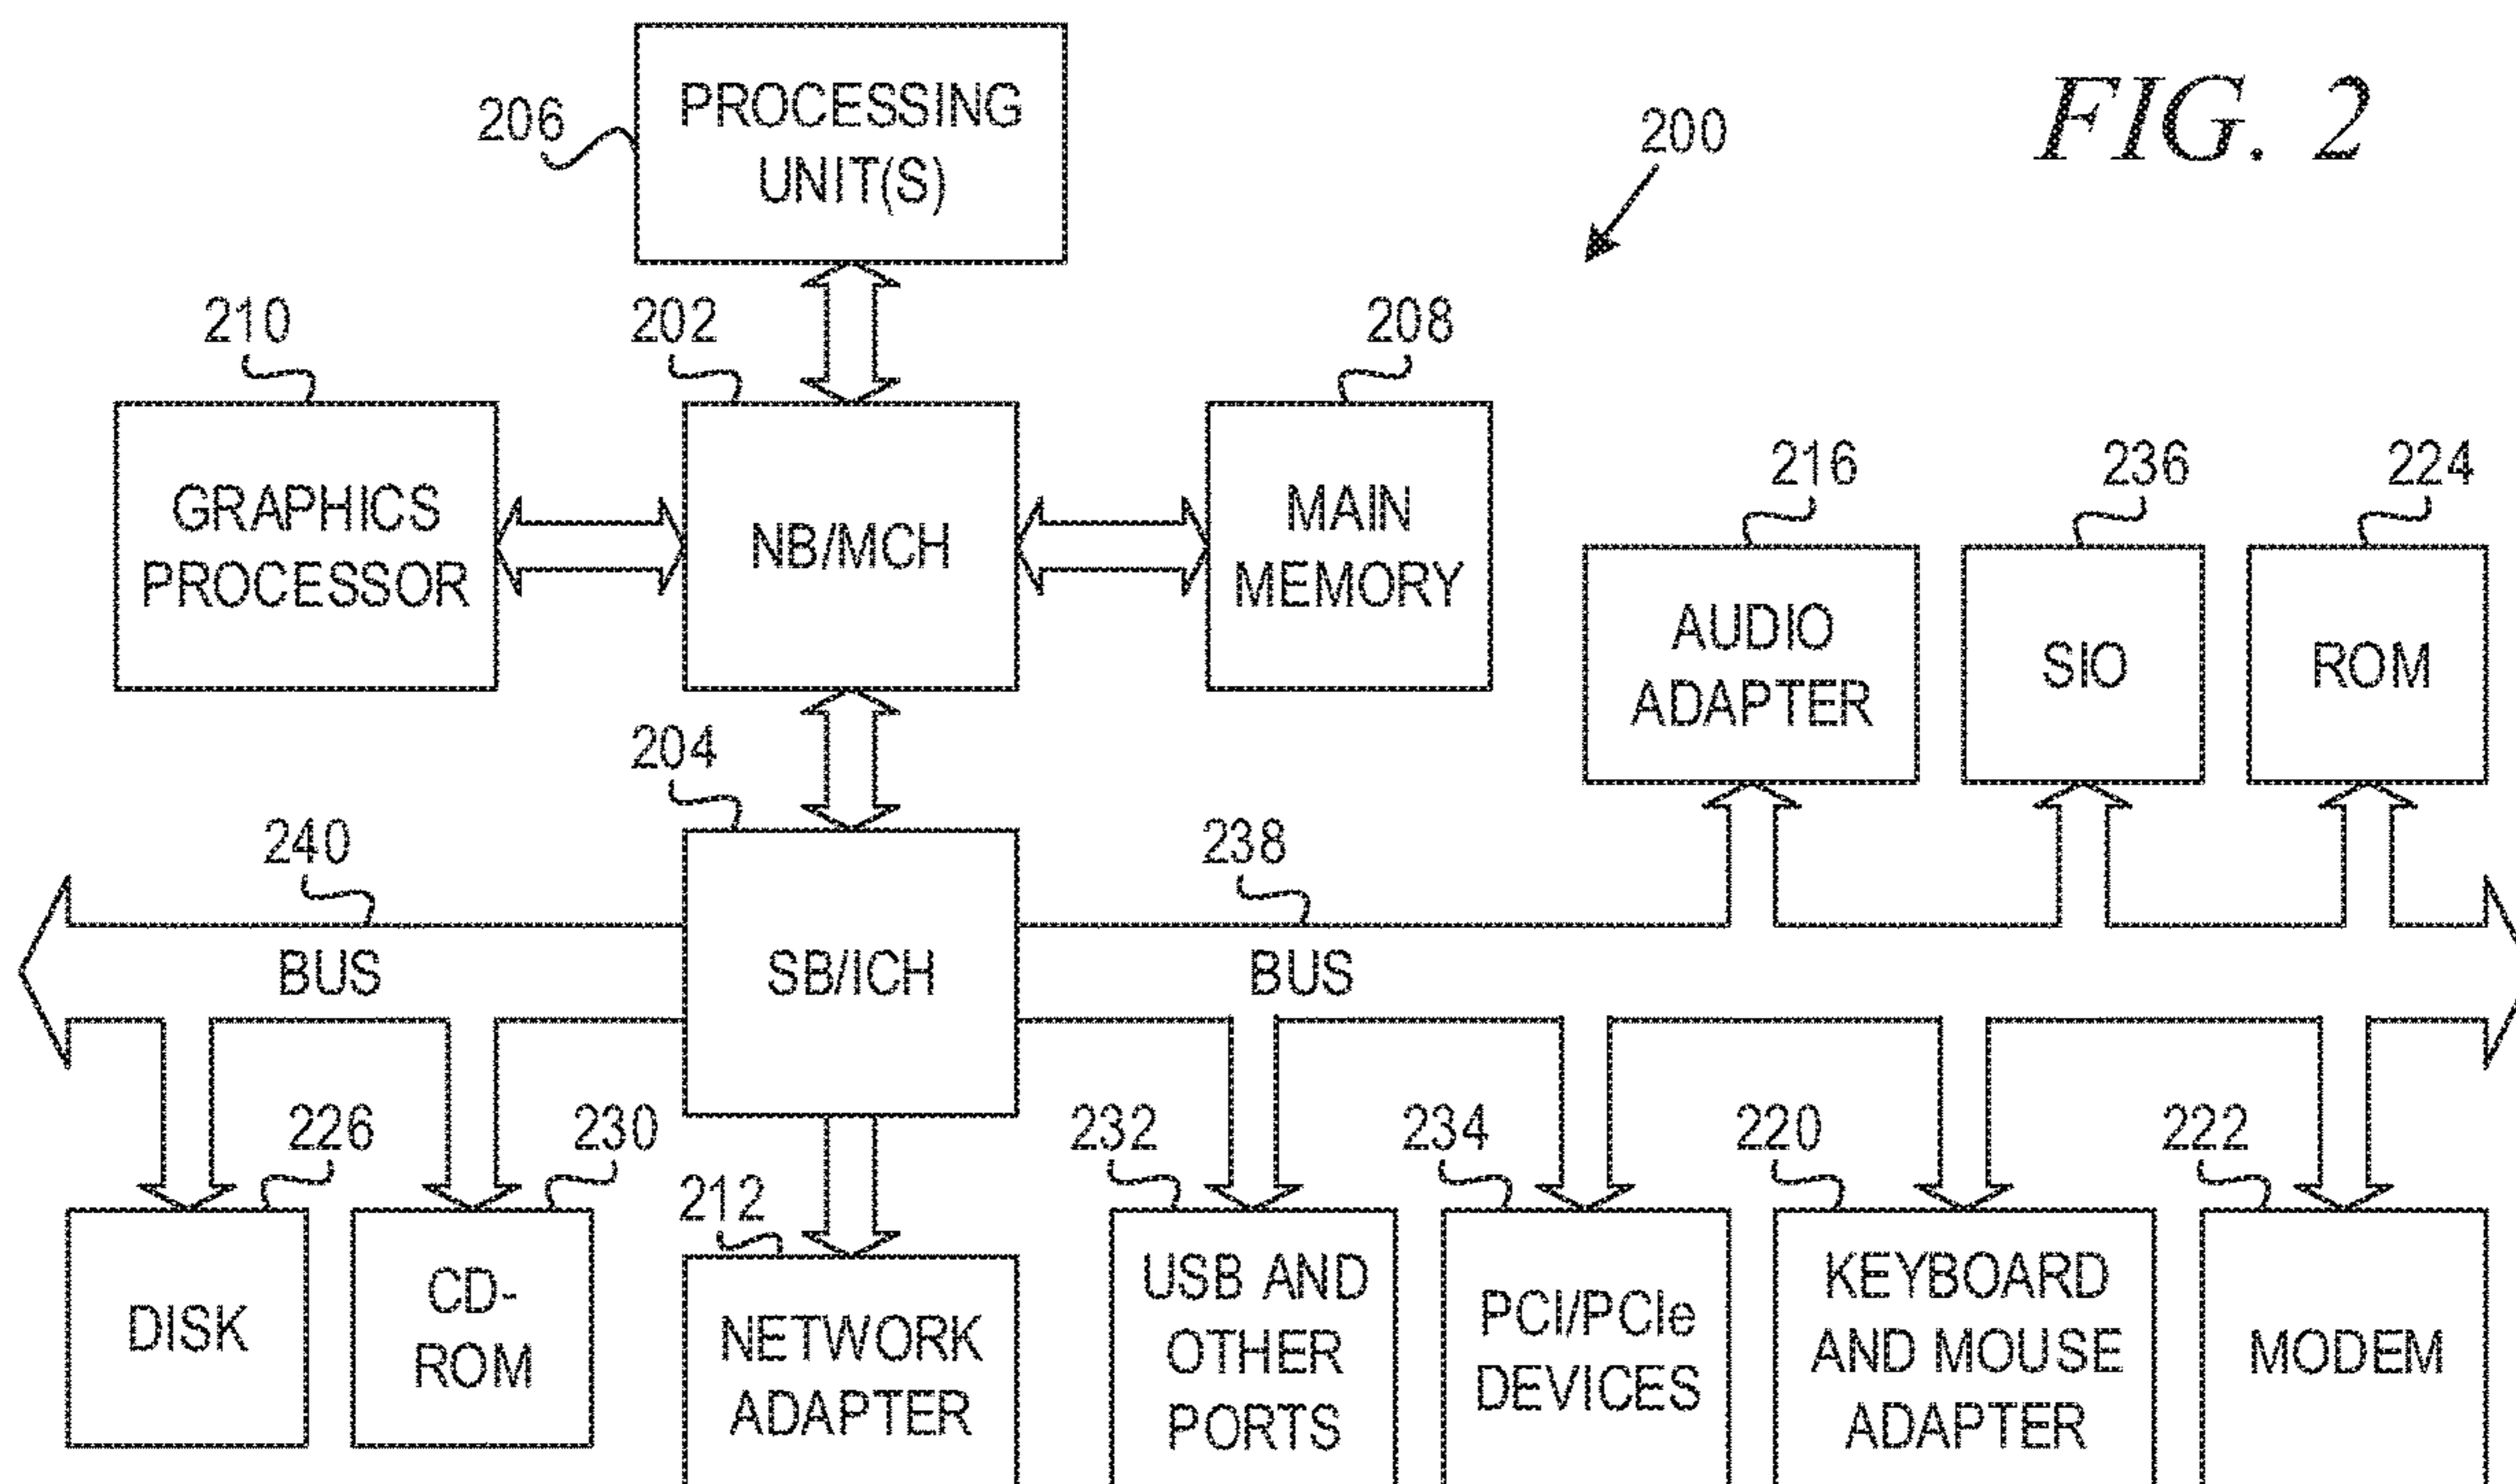 FIG. 2
200
206
PROCESSING
UNIT(S)
210
202
208
GRAPHICS
PROCESSOR
NB/MCH
MAIN
MEMORY
216
236
224
AUDIO
ADAPTER
SIO
ROM
204
240
238
BUS
SB/ICH
BUS
226
230
212
232
234
220
222
DISK
CD-
ROM
NETWORK
ADAPTER
USB AND
OTHER
PORTS
PCI/PCIe
DEVICES
KEYBOARD
AND MOUSE
ADAPTER
MODEM